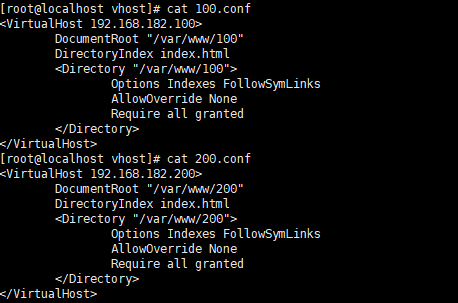 [root@localhost vhost]# cat 100.conf
<VirtualHost 192.168.182.100>
        DocumentRoot "/var/www/100"
        DirectoryIndex index.html
        <Directory "/var/www/100">
                Options Indexes FollowSymLinks
                AllowOverride None
                Require all granted
        </Directory>
</VirtualHost>
[root@localhost vhost]# cat 200.conf
<VirtualHost 192.168.182.200>
        DocumentRoot "/var/www/200"
        DirectoryIndex index.html
        <Directory "/var/www/200">
                Options Indexes FollowSymLinks
                AllowOverride None
                Require all granted
        </Directory>
</VirtualHost>